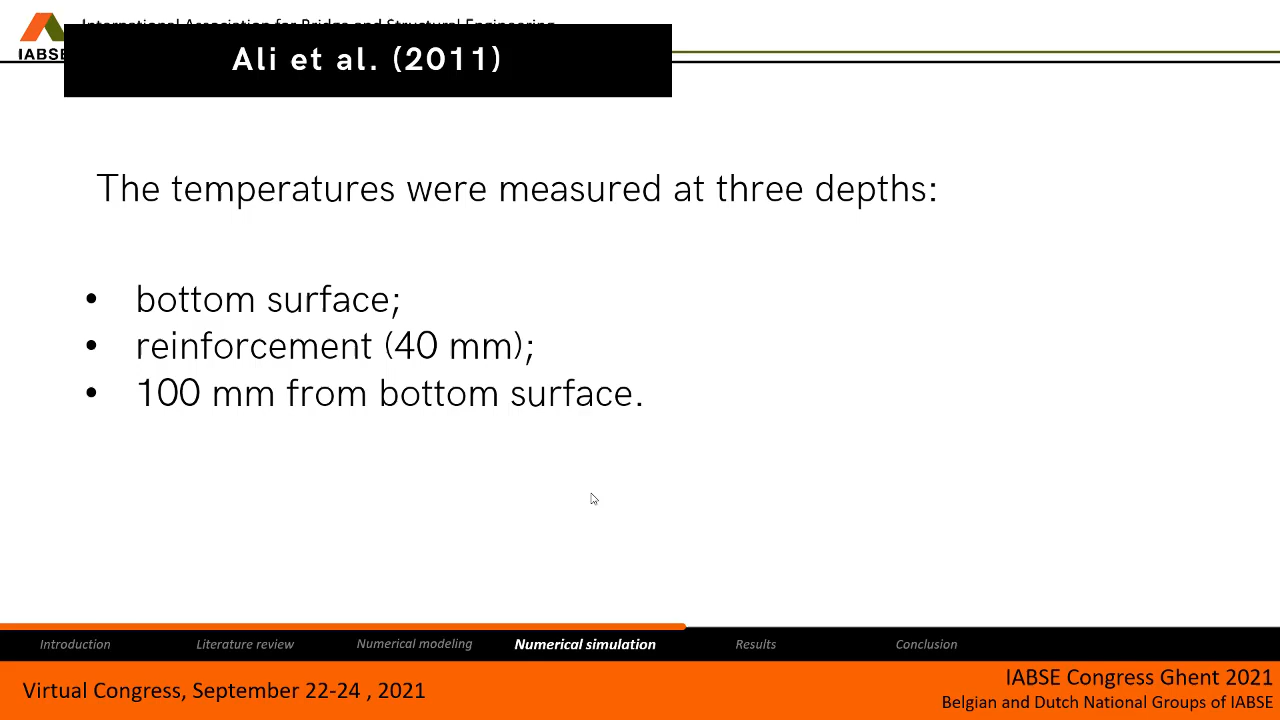 International Association for Bridge and Structural Engineering
IABSE
Ali et al. (2011)
The temperatures were measured at three depths:
• bottom surface;
• reinforcement (40 mm);
• 100 mm from bottom surface.
Introduction Literature review Numerical modeling Numerical simulation Results Conclusion
Virtual Congress, September 22-24 , 2021
IABSE Congress Ghent 2021
Belgian and Dutch National Groups of IABSE